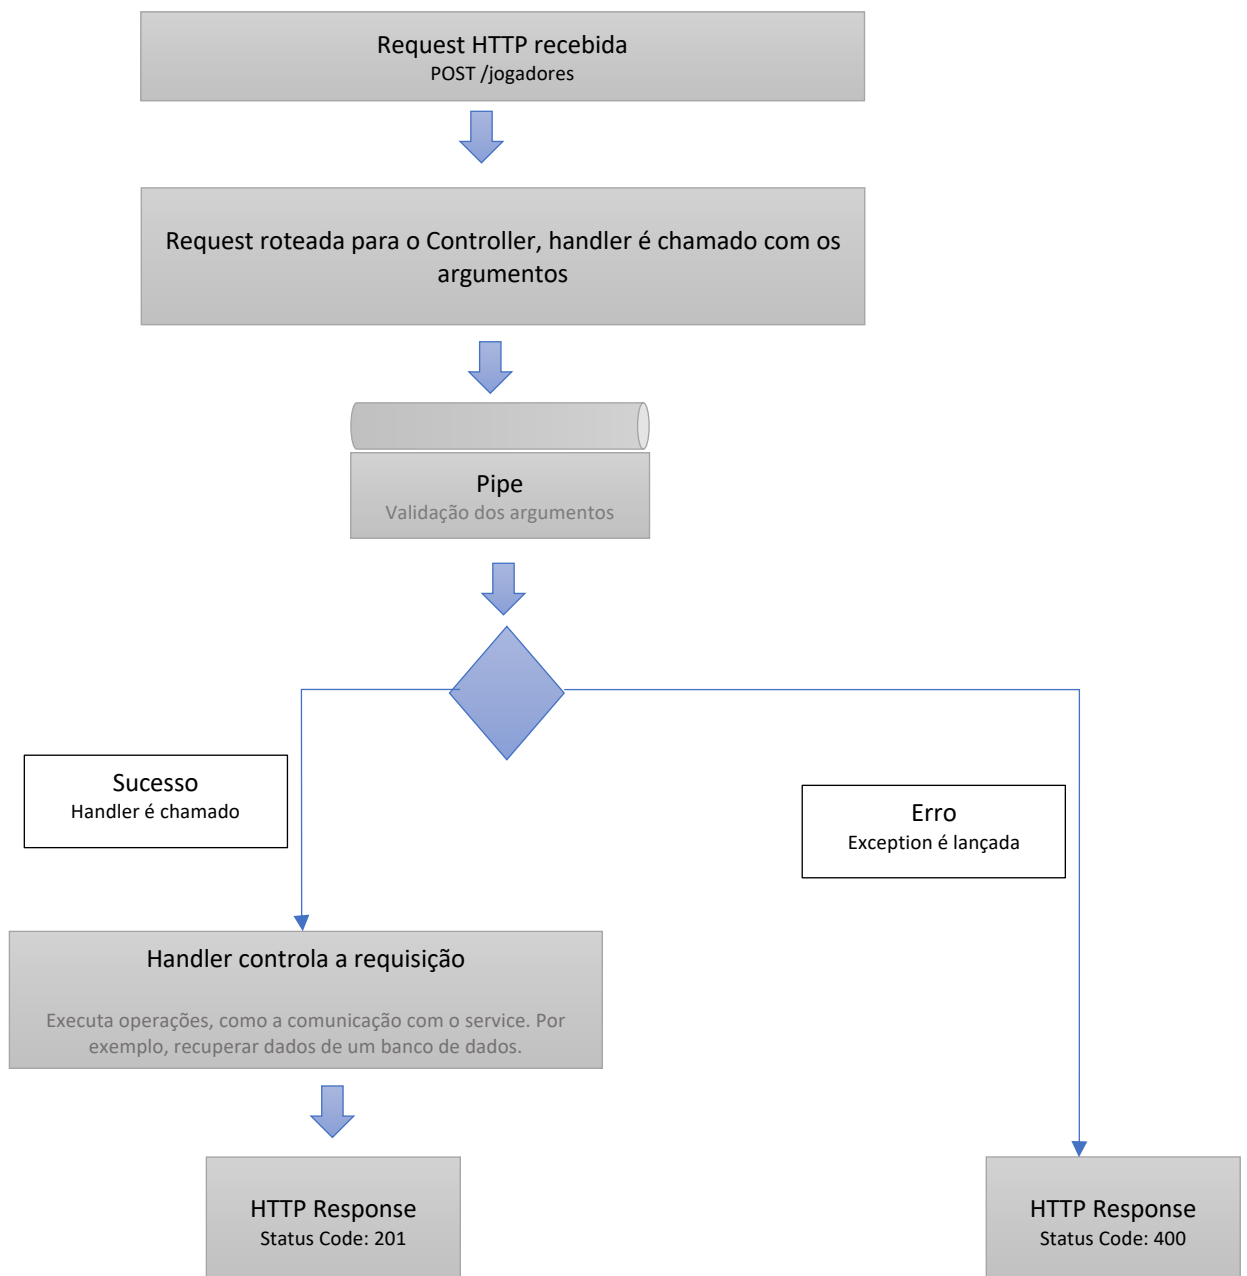 Request HTTP recebida
POST /jogadores
Request roteada para o Controller, handler é chamado com os
argumentos
Pipe
Validação dos argumentos
Sucesso
Handler é chamado
Erro
Exception é lançada
Handler controla a requisição
Executa operações, como a comunicação com o service. Por
exemplo, recuperar dados de um banco de dados.
HTTP Response
Status Code: 201
HTTP Response
Status Code: 400